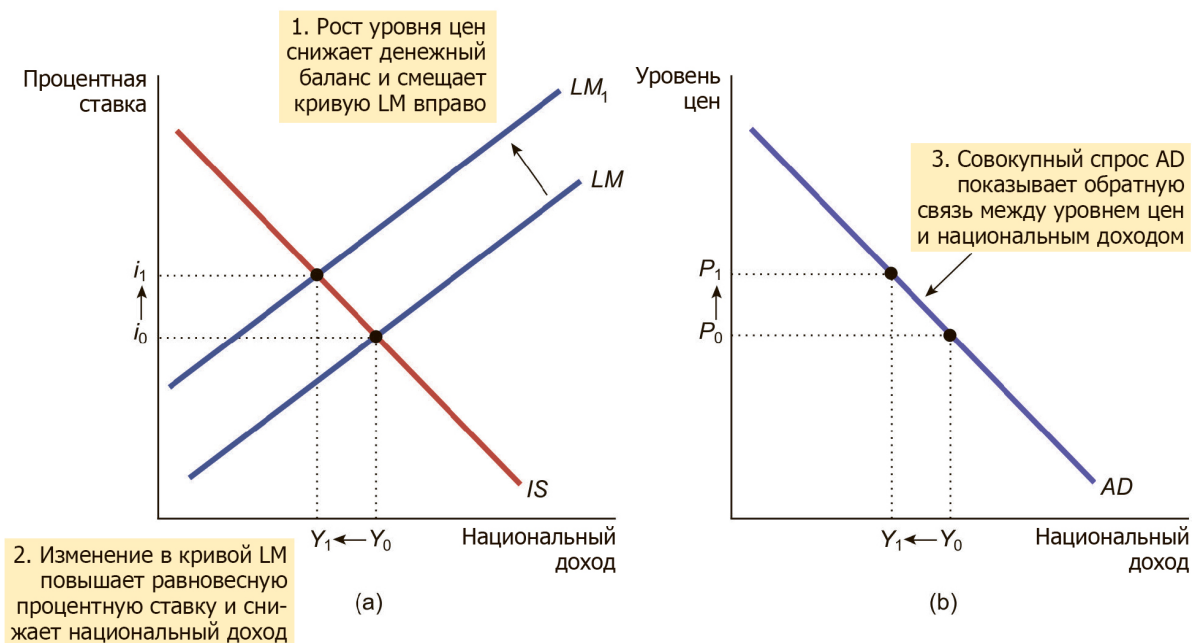 1. Рост уровня цен
снижает денежный
баланс и смещает
кривую LM вправо
Процентная
ставка
LM₁
LM
i₁
i₀
IS
Y₁
Y₀
Национальный
доход
2. Изменение в кривой LM
повышает равновесную
процентную ставку и сни-
жает национальный доход
(a)
Уровень
цен
3. Совокупный спрос AD
показывает обратную
связь между уровнем цен
и национальным доходом
P₁
P₀
AD
Y₁
Y₀
Национальный
доход
(b)